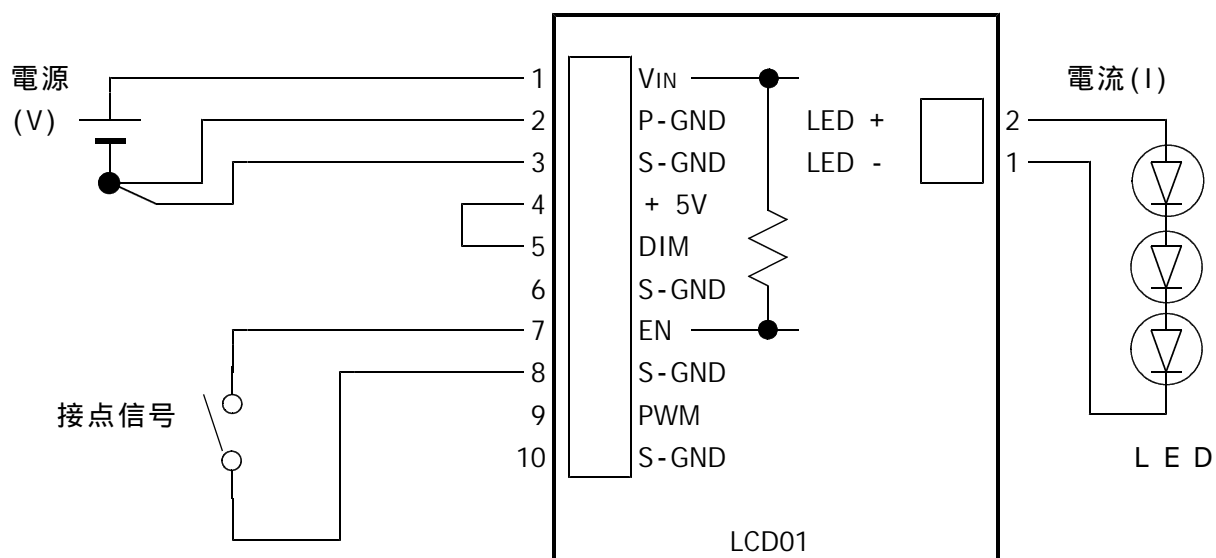 電源
(V)
1 VIN
2 P-GND
3 S-GND
4 + 5V
5 DIM
6 S-GND
7 EN
8 S-GND
9 PWM
10 S-GND
接点信号
LED + 2
LED - 1
電流(I)
LED
LCD01